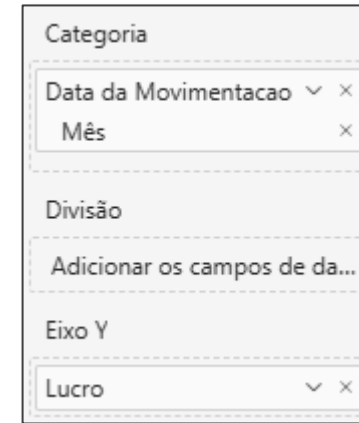 Categoria
Data da Movimentacao
Mês
Divisão
Adicionar os campos de da...
Eixo Y
Lucro